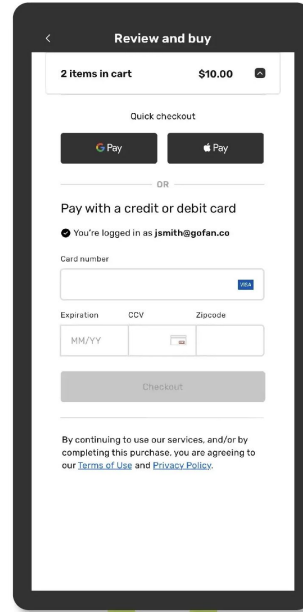 Review and buy
2 items in cart $10.00
Quick checkout
G Pay Pay
OR
Pay with a credit or debit card
You're logged in as jsmith@gofan.co
Card number
VISA
Expiration CCV Zipcode
MM/YY
Checkout
By continuing to use our services, and/or by
completing this purchase, you are agreeing to
our Terms of Use and Privacy Policy.